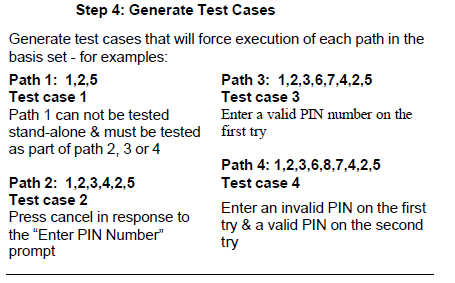 Step 4: Generate Test Cases
Generate test cases that will force execution of each path in the
basis set - for examples:
Path 1: 1,2,5
Test case 1
Path 1 can not be tested
stand-alone & must be tested
as part of path 2, 3 or 4
Path 2: 1,2,3,4,2,5
Test case 2
Press cancel in response to
the “Enter PIN Number”
prompt
Path 3: 1,2,3,6,7,4,2,5
Test case 3
Enter a valid PIN number on the
first try
Path 4: 1,2,3,6,8,7,4,2,5
Test case 4
Enter an invalid PIN on the first
try & a valid PIN on the second
try